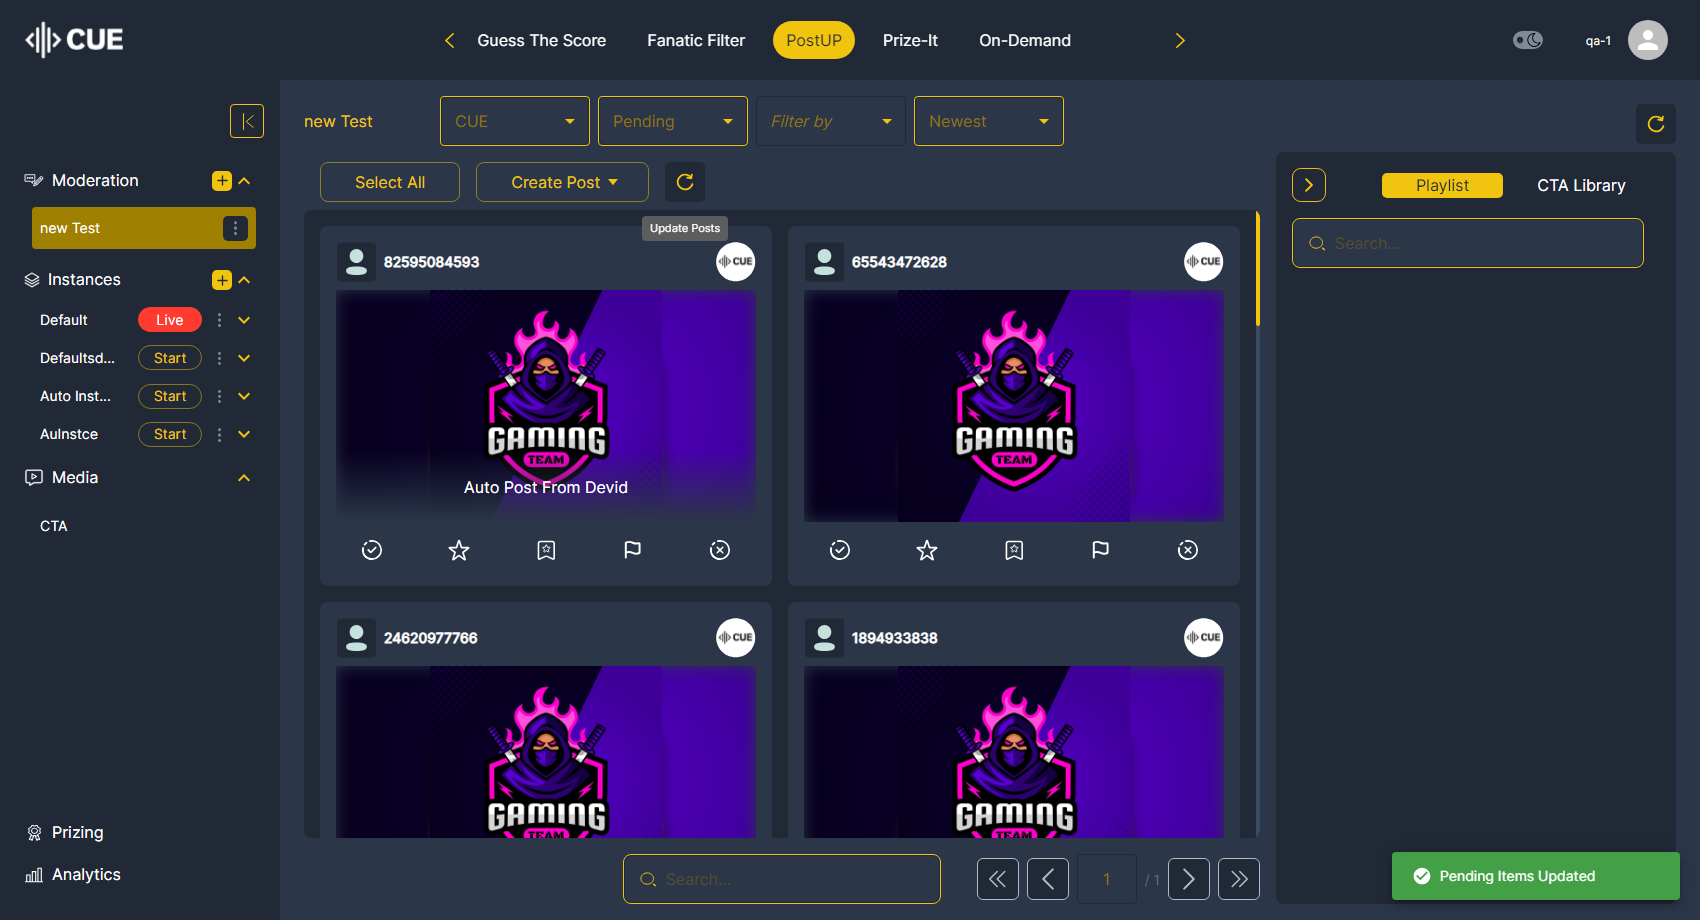 CUE
Guess The Score
Fanatic Filter
PostUP
Prize-It
On-Demand
qa-1
Moderation
new Test
Instances
Default
Live
Defaultsd...
Start
Auto Inst...
Start
AuInstce
Start
Media
CTA
Prizing
Analytics
new Test
CUE
Pending
Filter by
Newest
Select All
Create Post
Update Posts
82595084593
CUE
GAMING
TEAM
Auto Post From Devid
65543472628
CUE
GAMING
TEAM
24620977766
CUE
GAMING
TEAM
1894933838
CUE
GAMING
TEAM
Search...
1
/ 1
Playlist
CTA Library
Search...
Pending Items Updated